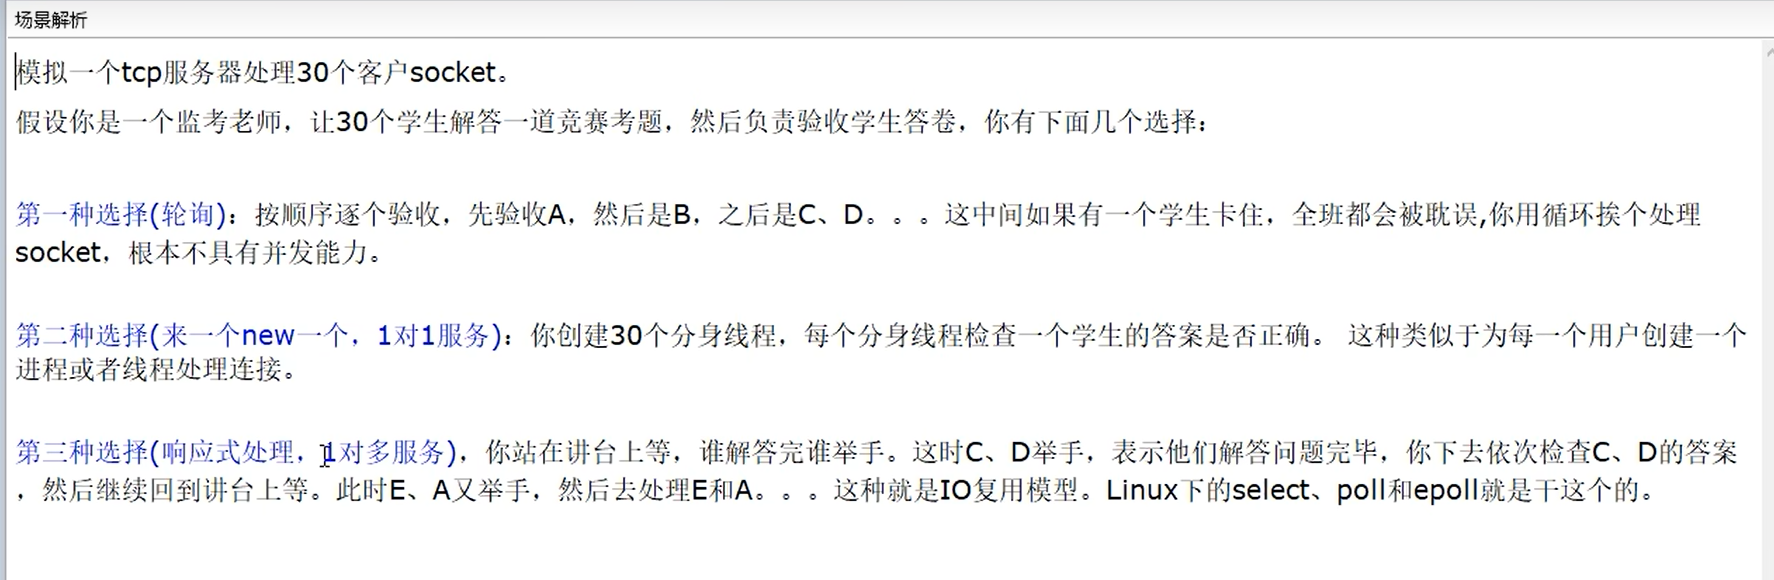 场景解析
模拟一个tcp服务器处理30个客户socket。
假设你是一个监考老师，让30个学生解答一道竞赛考题，然后负责验收学生答卷，你有下面几个选择：
第一种选择(轮询)：按顺序逐个验收，先验收A，然后是B，之后是C、D。。。这中间如果有一个学生卡住，全班都会被耽误,你用循环挨个处理
socket，根本不具有并发能力。
第二种选择(来一个new一个，1对1服务)：你创建30个分身线程，每个分身线程检查一个学生的答案是否正确。 这种类似于为每一个用户创建一个
进程或者线程处理连接。
第三种选择(响应式处理，1对多服务)，你站在讲台上等，谁解答完谁举手。这时C、D举手，表示他们解答问题完毕，你下去依次检查C、D的答案
，然后继续回到讲台上等。此时E、A又举手，然后去处理E和A。。。这种就是IO复用模型。Linux下的select、poll和epoll就是干这个的。